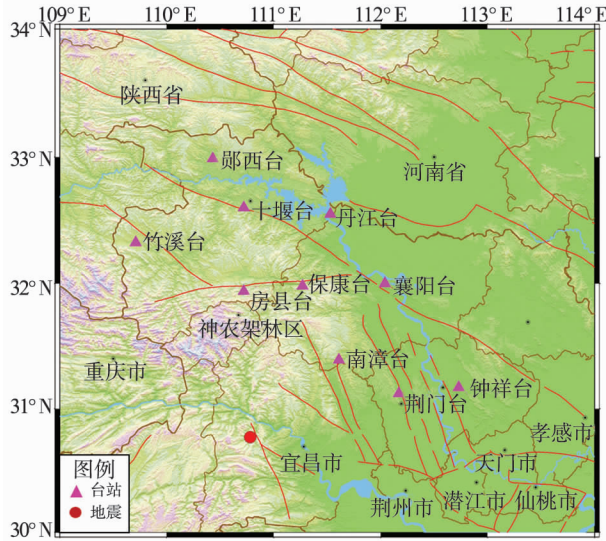 109°E 110°E 111°E 112°E 113°E 114°E
34°N
陕西省
33°N
郧西台
河南省
十堰台
丹江台
竹溪台
32°N
保康台
襄阳台
房县台
神农架林区
重庆市
南漳台
荆门台
钟祥台
31°N
孝感市
宜昌市
天门市
图例
台站
地震
荆州市
潜江市
仙桃市
30°N